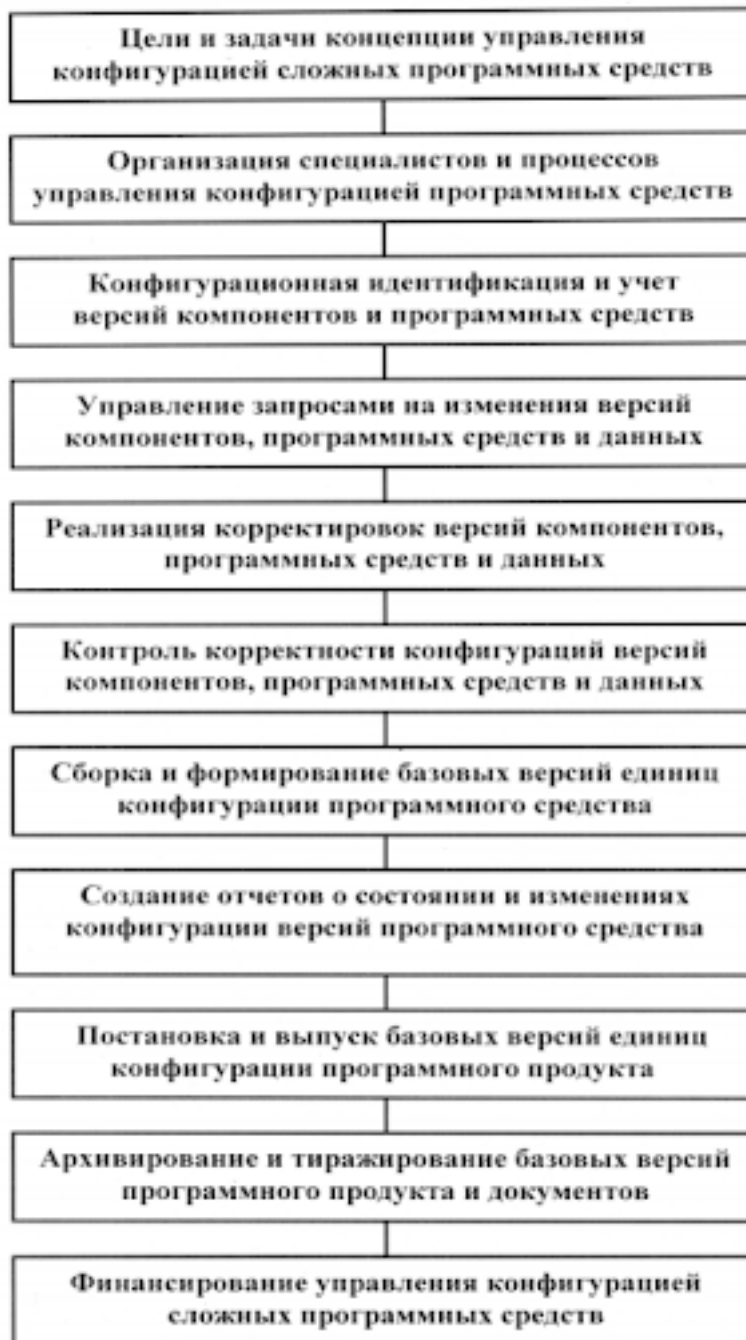 Цели и задачи концепции управления
конфигурацией сложных программных средств
Организация специалистов и процессов
управления конфигурацией программных средств
Конфигурационная идентификация и учет
версий компонентов и программных средств
Управление запросами на изменения версий
компонентов, программных средств и данных
Реализация корректировок версий компонентов,
программных средств и данных
Контроль корректности конфигураций версий
компонентов, программных средств и данных
Сборка и формирование базовых версий единиц
конфигурации программного средства
Создание отчетов о состоянии и изменениях
конфигурации версий программного средства
Постановка и выпуск базовых версий единиц
конфигурации программного продукта
Архивирование и тиражирование базовых версий
программного продукта и документов
Финансирование управления конфигурацией
сложных программных средств